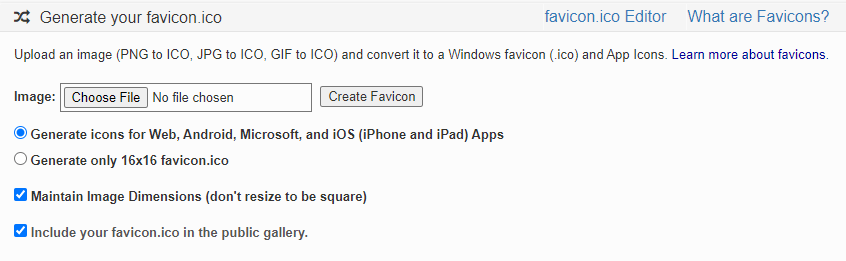 Generate your favicon.ico favicon.ico Editor What are Favicons?
Upload an image (PNG to ICO, JPG to ICO, GIF to ICO) and convert it to a Windows favicon (.ico) and App Icons. Learn more about favicons.
Image: Choose File No file chosen Create Favicon
Generate icons for Web, Android, Microsoft, and iOS (iPhone and iPad) Apps
Generate only 16x16 favicon.ico
Maintain Image Dimensions (don't resize to be square)
Include your favicon.ico in the public gallery.